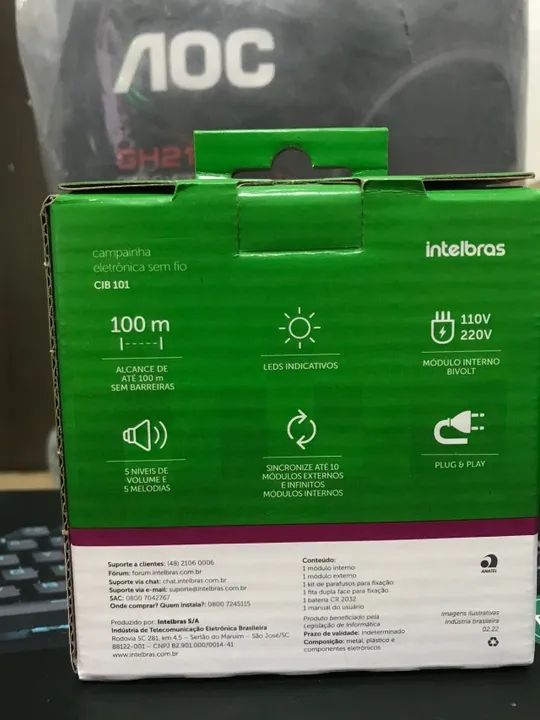 AOC
GH21
campainha
eletrônica sem fio
CIB 101
intelbras
100 m
ALCANCE DE
ATÉ 100 m
SEM BARREIRAS
LEDS INDICATIVOS
110V
220V
MÓDULO INTERNO
BIVOLT
5 NÍVEIS DE
VOLUME E
5 MELODIAS
SINCRONIZE ATÉ 10
MÓDULOS EXTERNOS
E INFINITOS
MÓDULOS INTERNOS
PLUG & PLAY
Suporte a clientes: (48) 2106 0006
Fórum: forum.intelbras.com.br
Suporte via chat: chat.intelbras.com.br
Suporte via e-mail: suporte@intelbras.com.br
SAC: 0800 7042767
Onde comprar? Quem instala?: 0800 7245115
Produzido por: Intelbras S/A
Indústria de Telecomunicação Eletrônica Brasileira
Rodovia SC 281, km 4,5 – Sertão do Maruim – São José/SC
88122-001 – CNPJ 82.901.000/0014-41
www.intelbras.com.br
Conteúdo:
1 módulo interno
1 módulo externo
1 kit de parafusos para fixação
1 fita dupla face para fixação
1 bateria CR 2032
1 manual do usuário
Produto beneficiado pela
Legislação de Informática
Prazo de validade: indeterminado
Composição: metal, plástico e
componentes eletrônicos
ANATEL
Imagens ilustrativas
Indústria brasileira
02.22